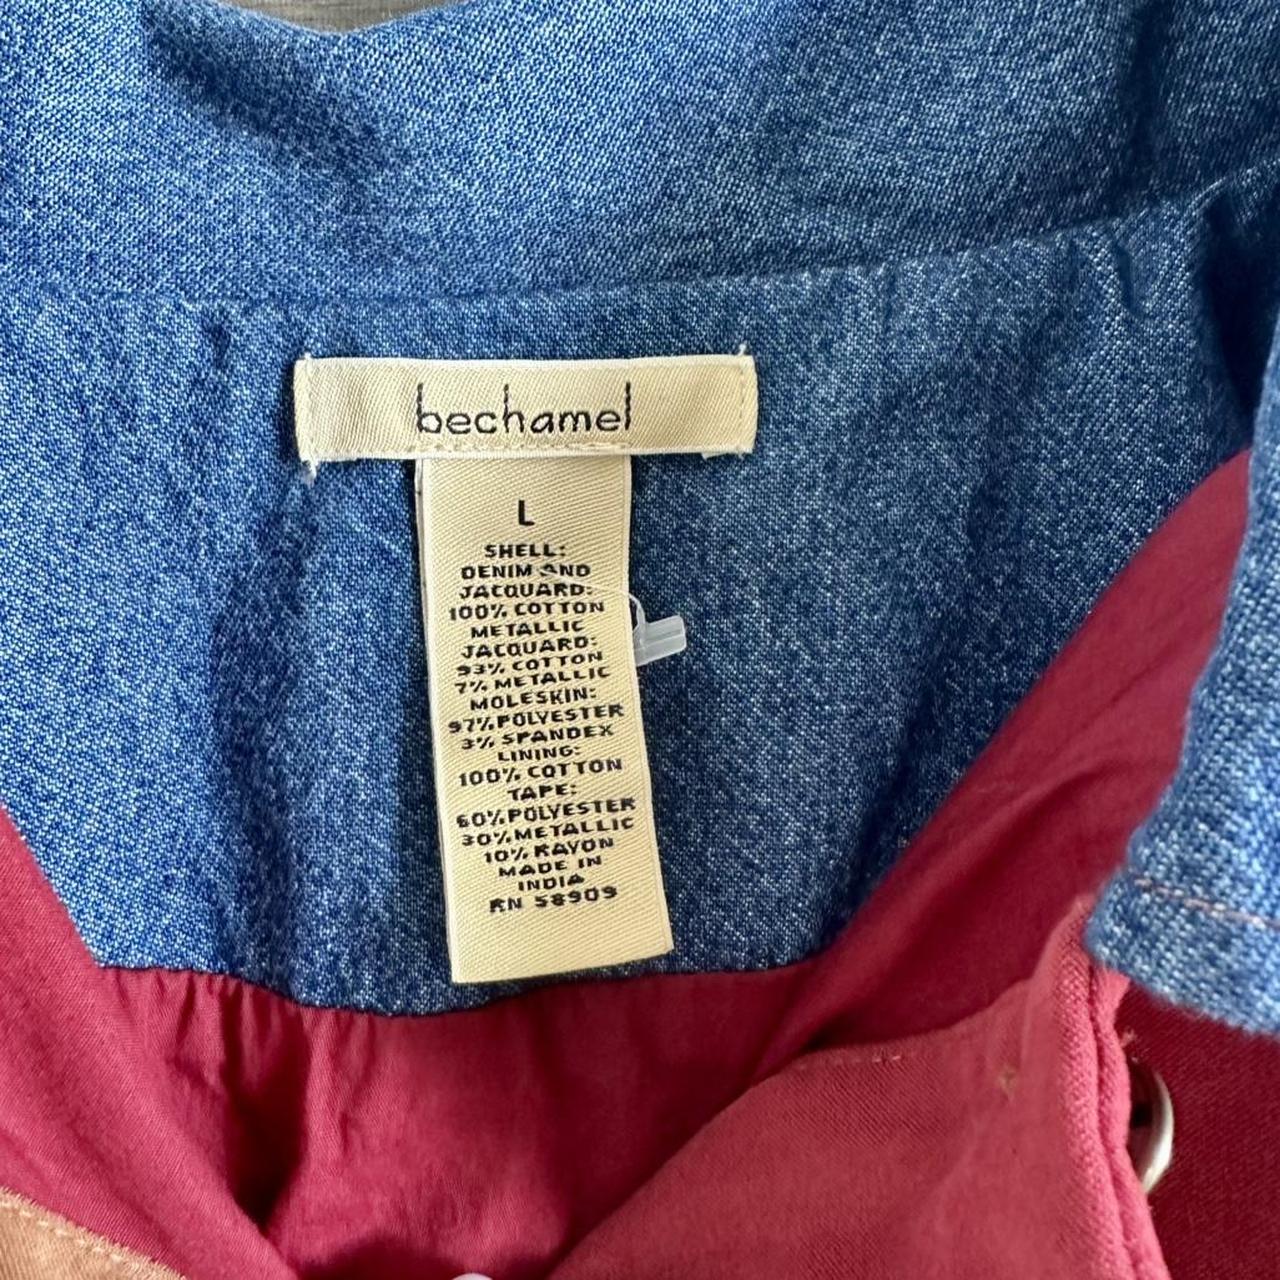 bechamel
L
SHELL:
DENIM AND
JACQUARD:
100% COTTON
METALLIC
JACQUARD:
93% COTTON
7% METALLIC
MOLESKIN:
97% POLYESTER
3% SPANDEX
LINING:
100% COTTON
TAPE:
60% POLYESTER
30% METALLIC
10% RAYON
MADE IN
INDIA
RN 58909